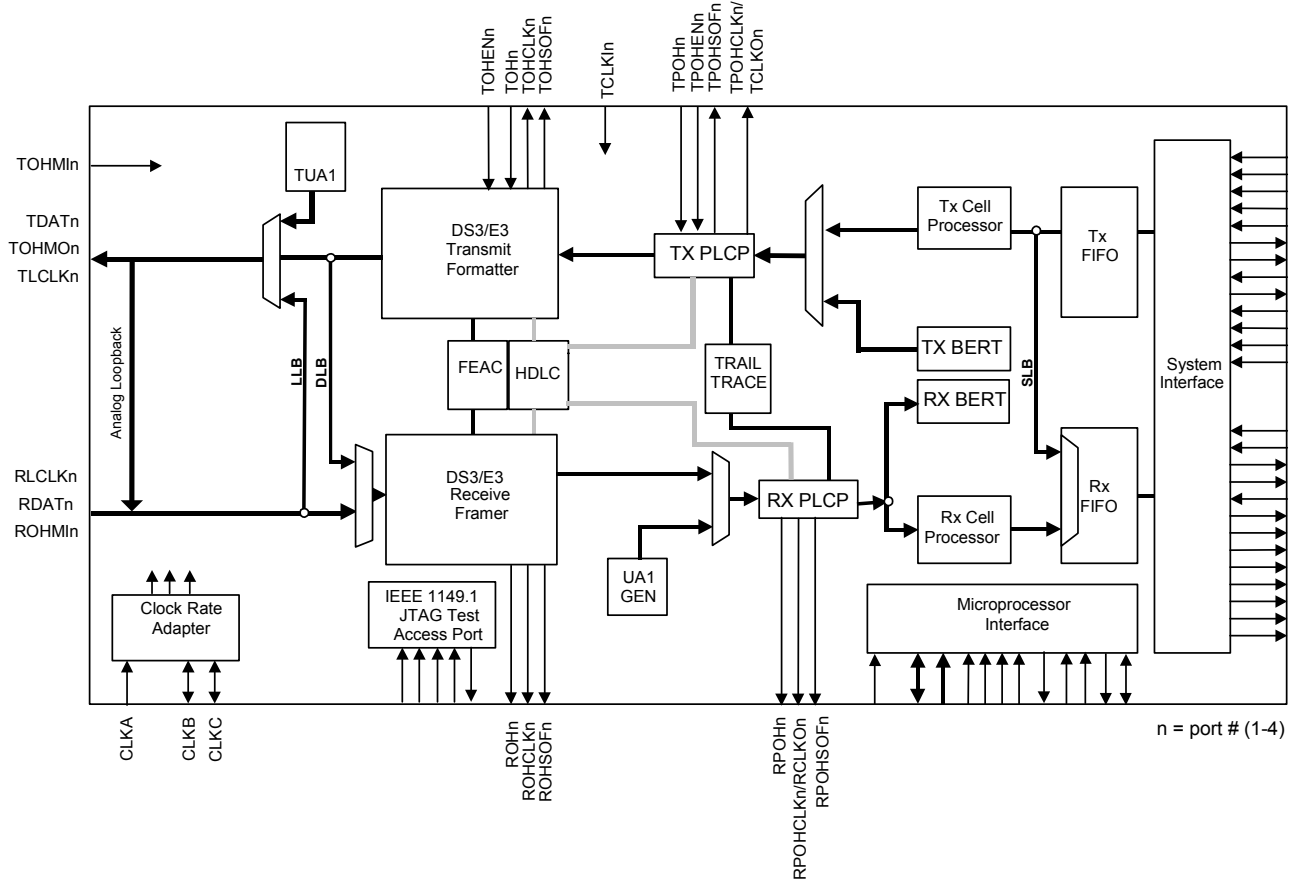 TOHENn
TOHn
TOHCLKn
TOHSOFn
TCLKIn
TPOHn
TPOHENn
TPOHSOFn
TPOHCLKn/
TCLKOn
TOHMIn
TUA1
TDATn
TOHMOn
TLCLKn
DS3/E3
Transmit
Formatter
TX PLCP
Tx Cell
Processor
Tx
FIFO
System
Interface
Analog Loopback
LLB
DLB
FEAC
HDLC
TRAIL
TRACE
TX BERT
RX BERT
SLB
RLCLKn
RDATn
ROHMIn
DS3/E3
Receive
Framer
RX PLCP
Rx Cell
Processor
Rx
FIFO
UA1
GEN
Clock Rate
Adapter
IEEE 1149.1
JTAG Test
Access Port
Microprocessor
Interface
CLKA
CLKB
CLKC
ROHn
ROHCLKn
ROHSOFn
RPOHn
RPOHCLKn/RCLKOn
RPOHSOFn
n = port # (1-4)